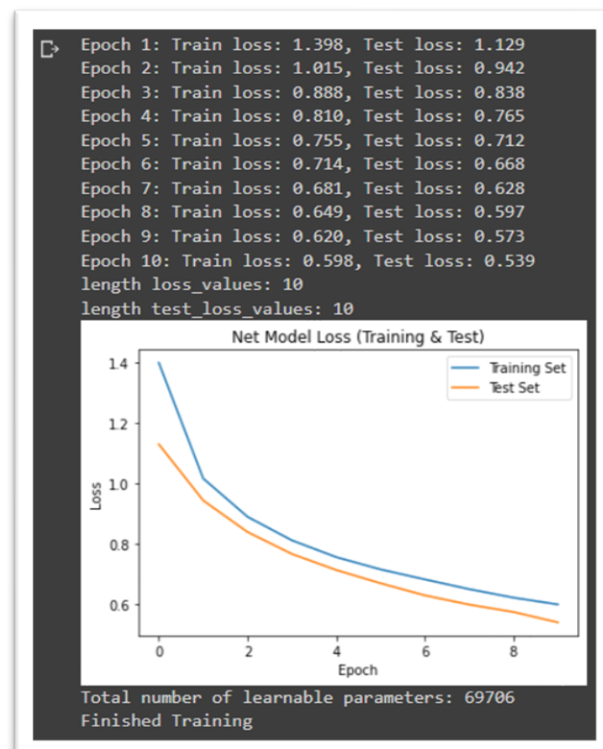 Epoch 1: Train loss: 1.398, Test loss: 1.129
Epoch 2: Train loss: 1.015, Test loss: 0.942
Epoch 3: Train loss: 0.888, Test loss: 0.838
Epoch 4: Train loss: 0.810, Test loss: 0.765
Epoch 5: Train loss: 0.755, Test loss: 0.712
Epoch 6: Train loss: 0.714, Test loss: 0.668
Epoch 7: Train loss: 0.681, Test loss: 0.628
Epoch 8: Train loss: 0.649, Test loss: 0.597
Epoch 9: Train loss: 0.620, Test loss: 0.573
Epoch 10: Train loss: 0.598, Test loss: 0.539
length loss_values: 10
length test_loss_values: 10
Net Model Loss (Training & Test)
Training Set
Test Set
1.4
1.2
1.0
0.8
0.6
Loss
0 2 4 6 8
Epoch
Total number of learnable parameters: 69706
Finished Training